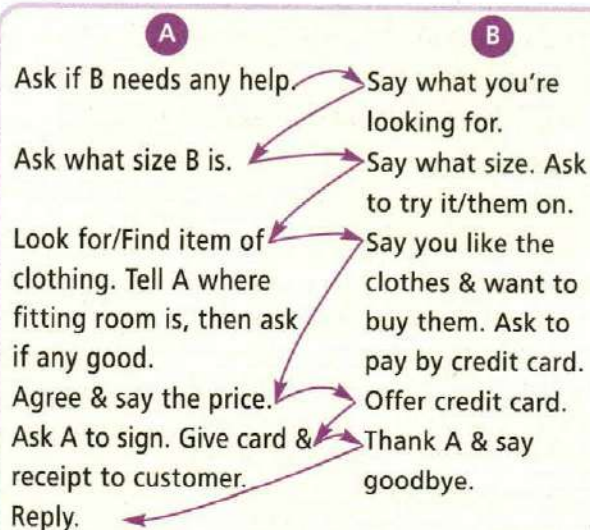 A
B
Ask if B needs any help.
Say what you're
looking for.
Ask what size B is.
Say what size. Ask
to try it/them on.
Look for/Find item of
clothing. Tell A where
fitting room is, then ask
if any good.
Say you like the
clothes & want to
buy them. Ask to
pay by credit card.
Agree & say the price.
Offer credit card.
Ask A to sign. Give card &
receipt to customer.
Thank A & say
goodbye.
Reply.